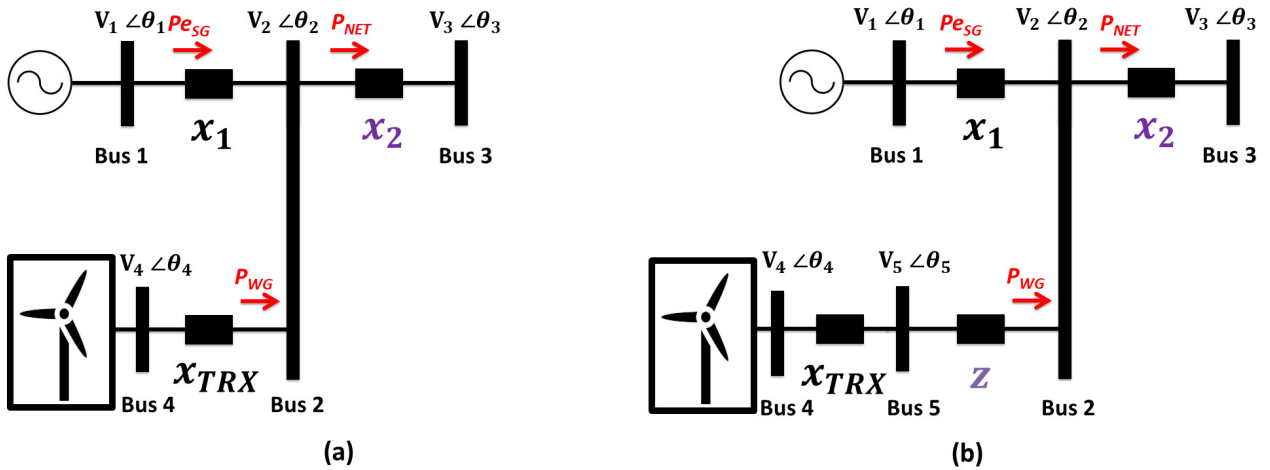 V₁ ∠θ₁
Pe_SG
V₂ ∠θ₂
P_NET
V₃ ∠θ₃
x₁
x₂
Bus 1
Bus 3
V₄ ∠θ₄
P_WG
x_TRX
Bus 4
Bus 2
(a)
V₁ ∠θ₁
Pe_SG
V₂ ∠θ₂
P_NET
V₃ ∠θ₃
x₁
x₂
Bus 1
Bus 3
V₄ ∠θ₄
V₅ ∠θ₅
P_WG
x_TRX
z
Bus 4
Bus 5
Bus 2
(b)